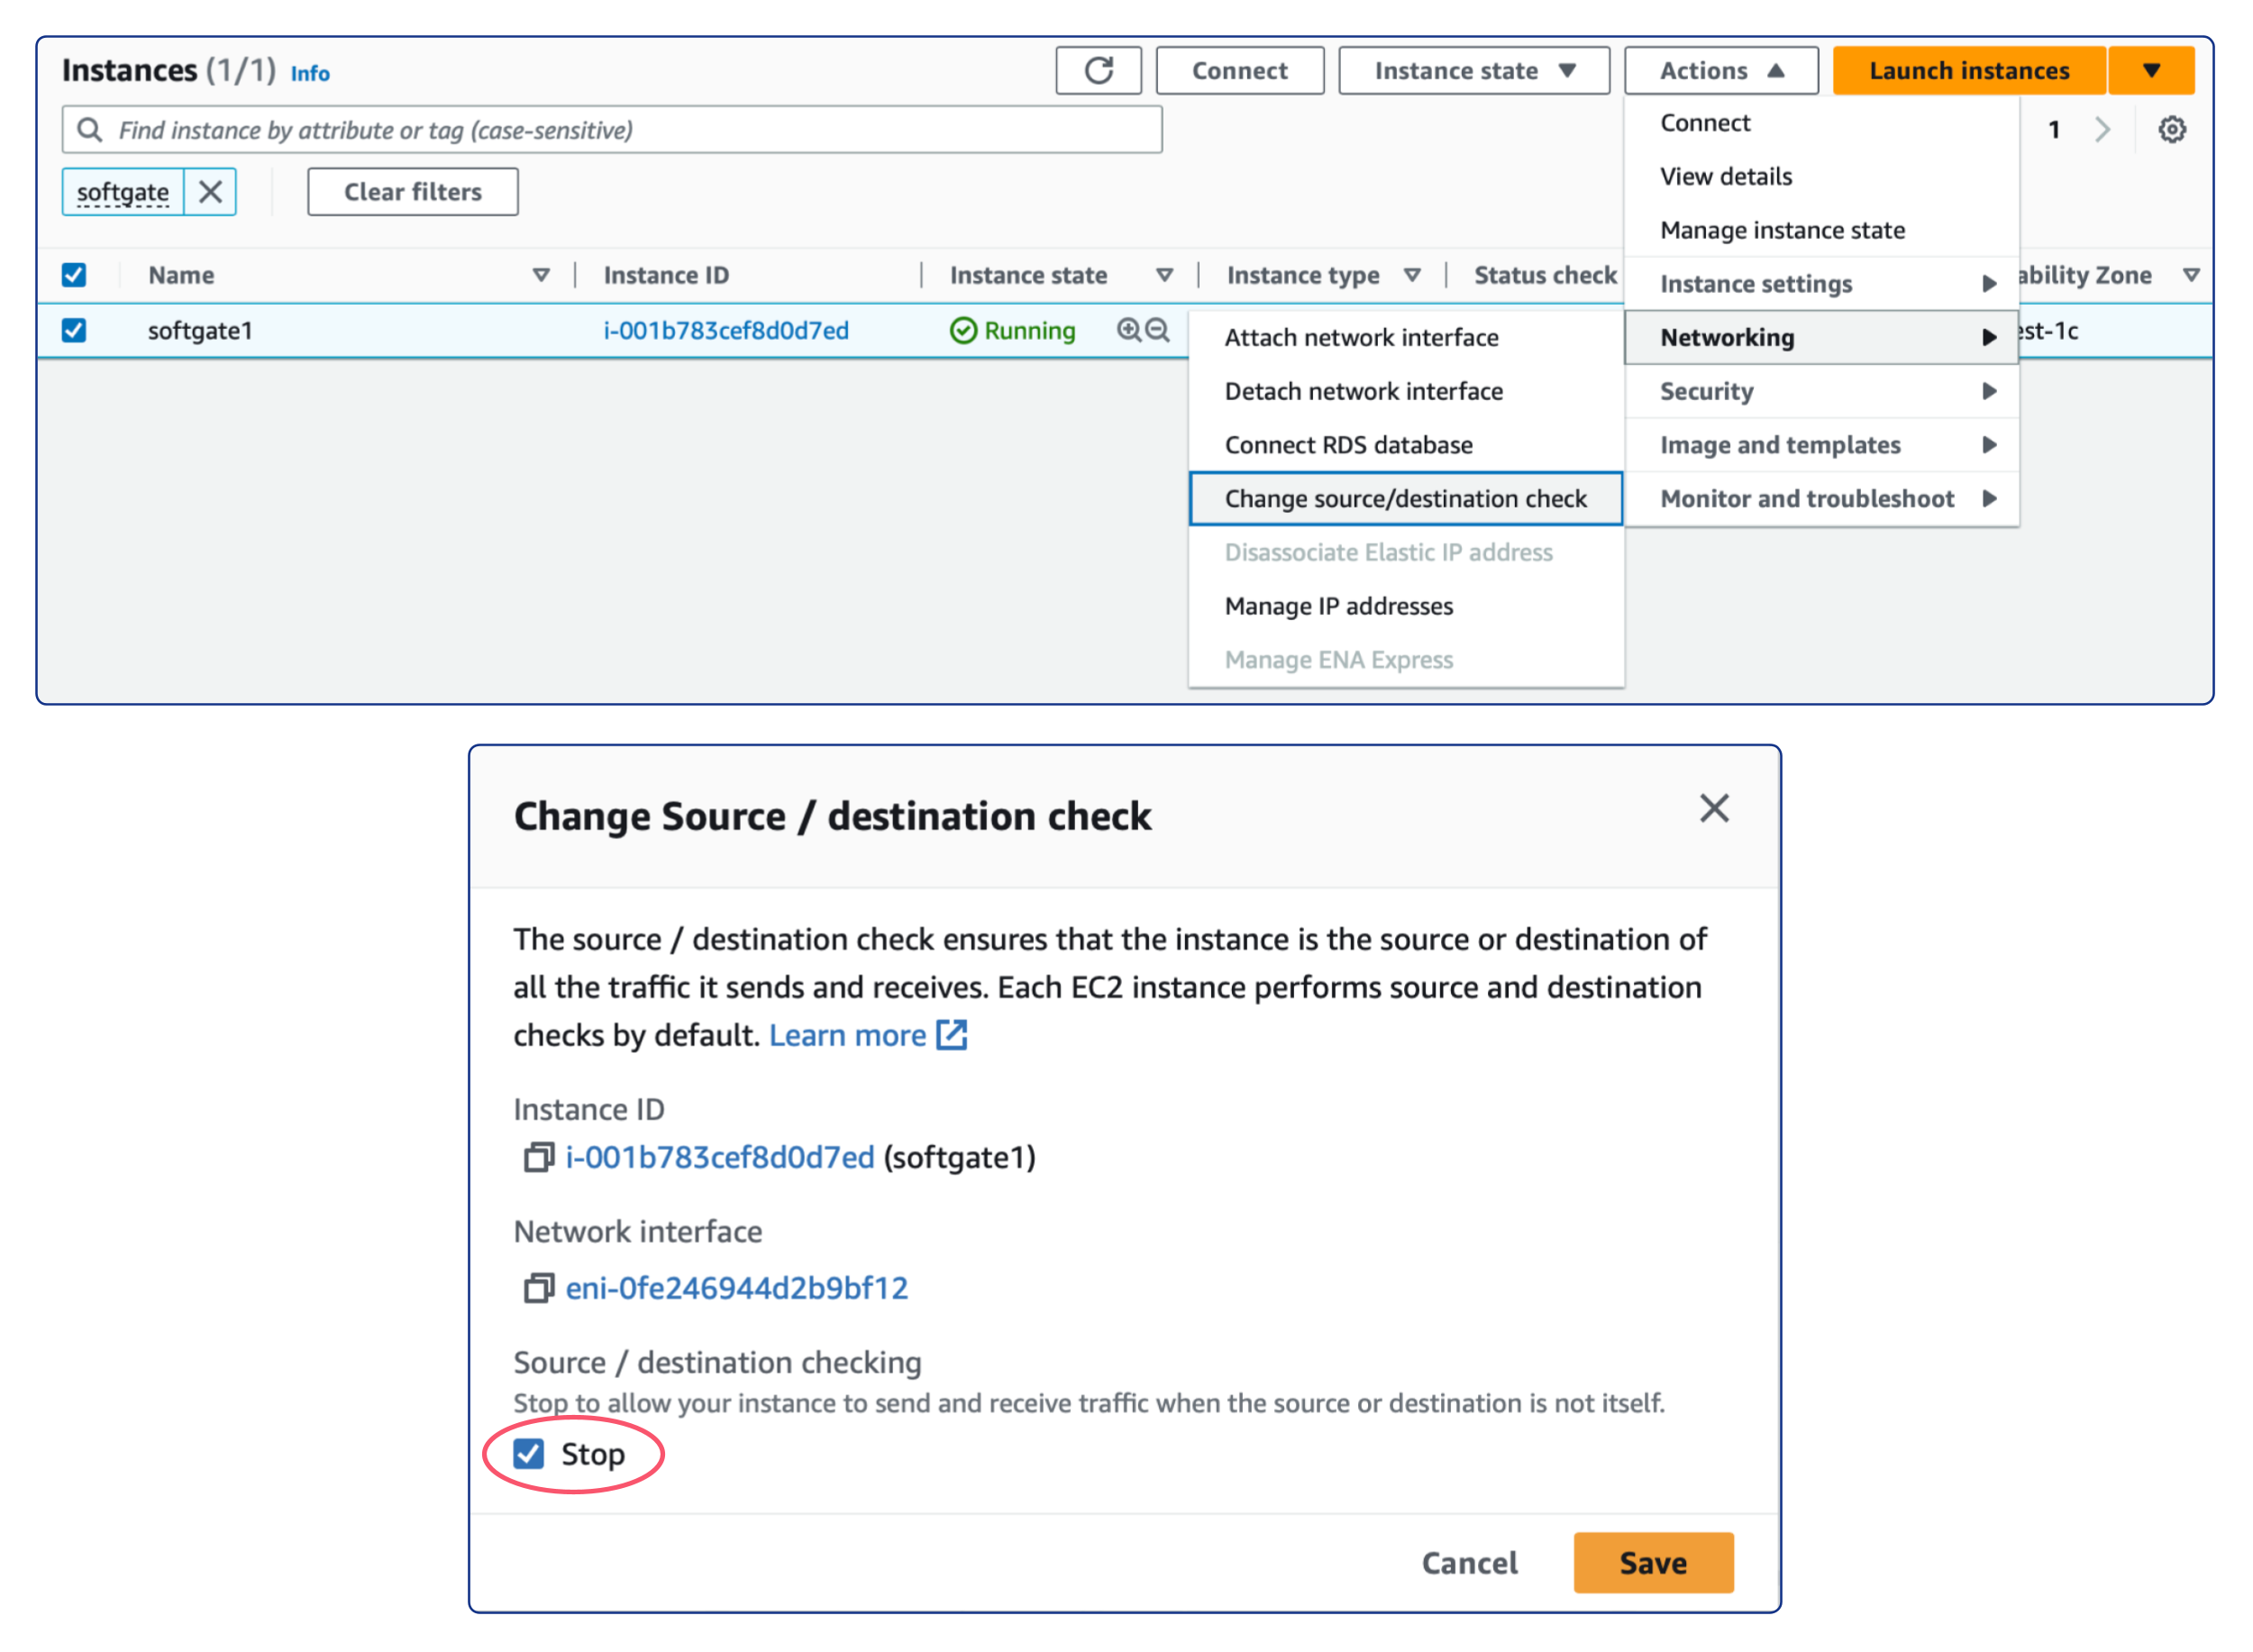 Instances (1/1) Info
Connect
Instance state
Actions
Launch instances
Find instance by attribute or tag (case-sensitive)
1
softgate
Clear filters
Name
Instance ID
Instance state
Instance type
Status check
ability Zone
softgate1
i-001b783cef8d0d7ed
Running
est-1c
Connect
View details
Manage instance state
Instance settings
Networking
Security
Image and templates
Monitor and troubleshoot
Attach network interface
Detach network interface
Connect RDS database
Change source/destination check
Disassociate Elastic IP address
Manage IP addresses
Manage ENA Express
Change Source / destination check
The source / destination check ensures that the instance is the source or destination of
all the traffic it sends and receives. Each EC2 instance performs source and destination
checks by default. Learn more
Instance ID
i-001b783cef8d0d7ed (softgate1)
Network interface
eni-0fe246944d2b9bf12
Source / destination checking
Stop to allow your instance to send and receive traffic when the source or destination is not itself.
Stop
Cancel
Save